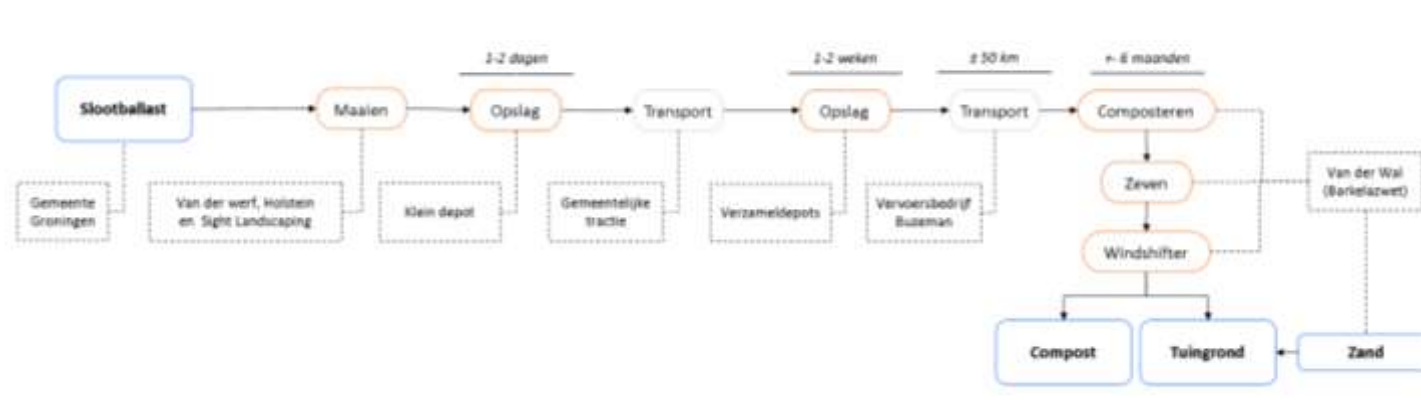 1-2 dagen
1-2 weken
± 50 km
+- 6 maanden
Slootballast
Maaien
Opslag
Transport
Opslag
Transport
Composteren
Gemeente
Groningen
Van der werf, Holstein
en Sight Landscaping
Klein depot
Gemeentelijke
tractie
Verzameldepots
Vervoersbedrijf
Buzeman
Zeven
Van der Wal
(Barkelazwet)
Windshifter
Compost
Tuingrond
Zand